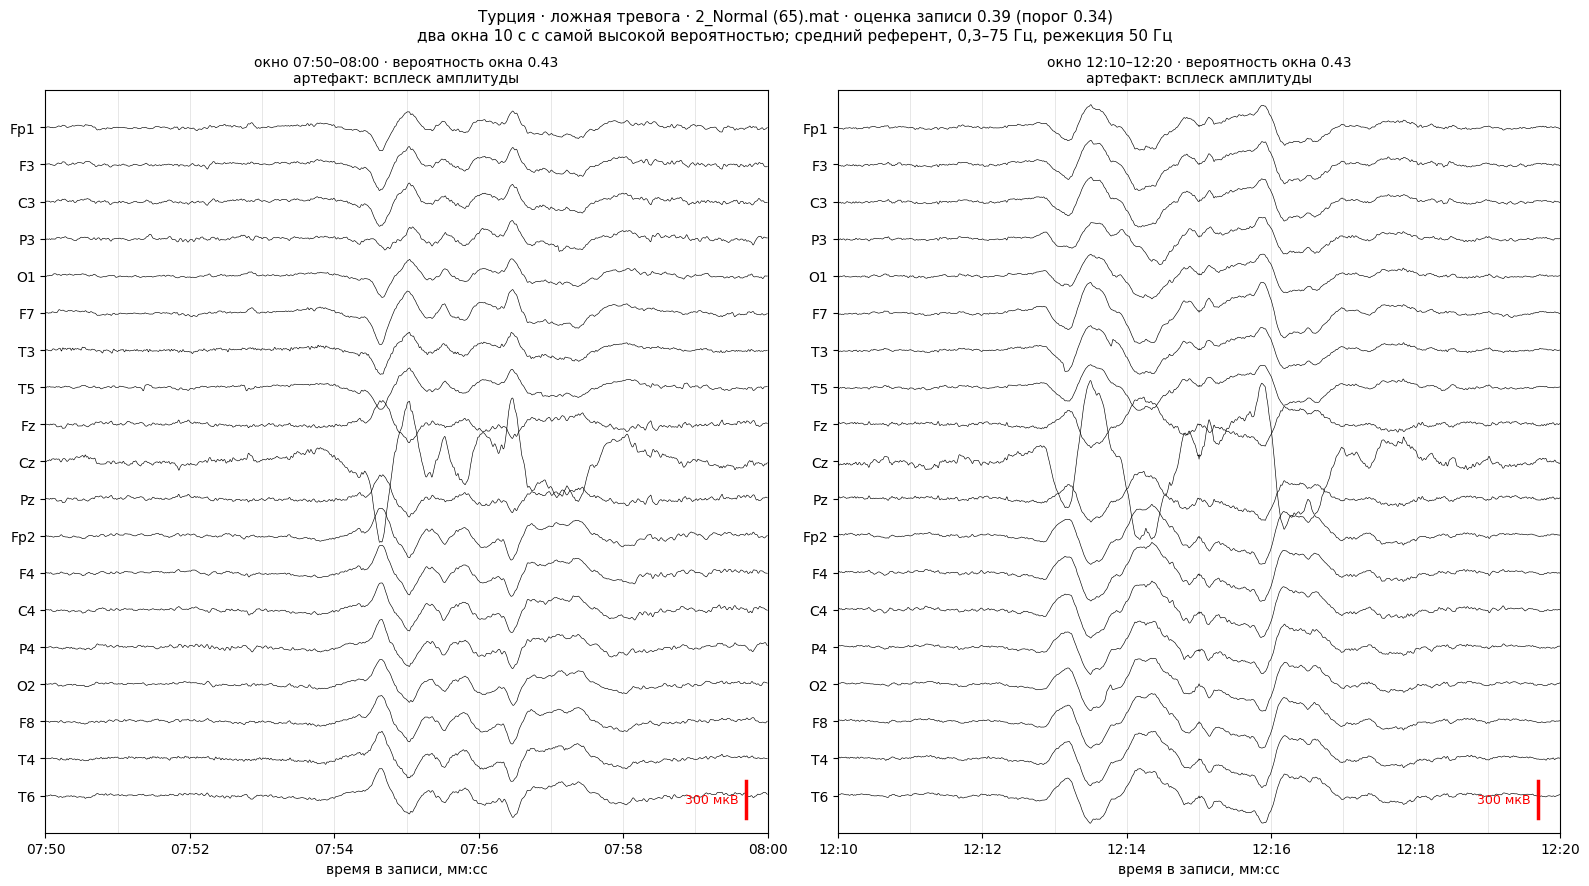 Турция · ложная тревога · 2_Normal (65).mat · оценка записи 0.39 (порог 0.34)
два окна 10 с с самой высокой вероятностью; средний референт, 0,3–75 Гц, режекция 50 Гц
окно 07:50–08:00 · вероятность окна 0.43
артефакт: всплеск амплитуды
Fp1
F3
C3
P3
O1
F7
T3
T5
Fz
Cz
Pz
Fp2
F4
C4
P4
O2
F8
T4
T6
300 мкВ
07:50 07:52 07:54 07:56 07:58 08:00
время в записи, мм:сс
окно 12:10–12:20 · вероятность окна 0.43
артефакт: всплеск амплитуды
Fp1
F3
C3
P3
O1
F7
T3
T5
Fz
Cz
Pz
Fp2
F4
C4
P4
O2
F8
T4
T6
300 мкВ
12:10 12:12 12:14 12:16 12:18 12:20
время в записи, мм:сс